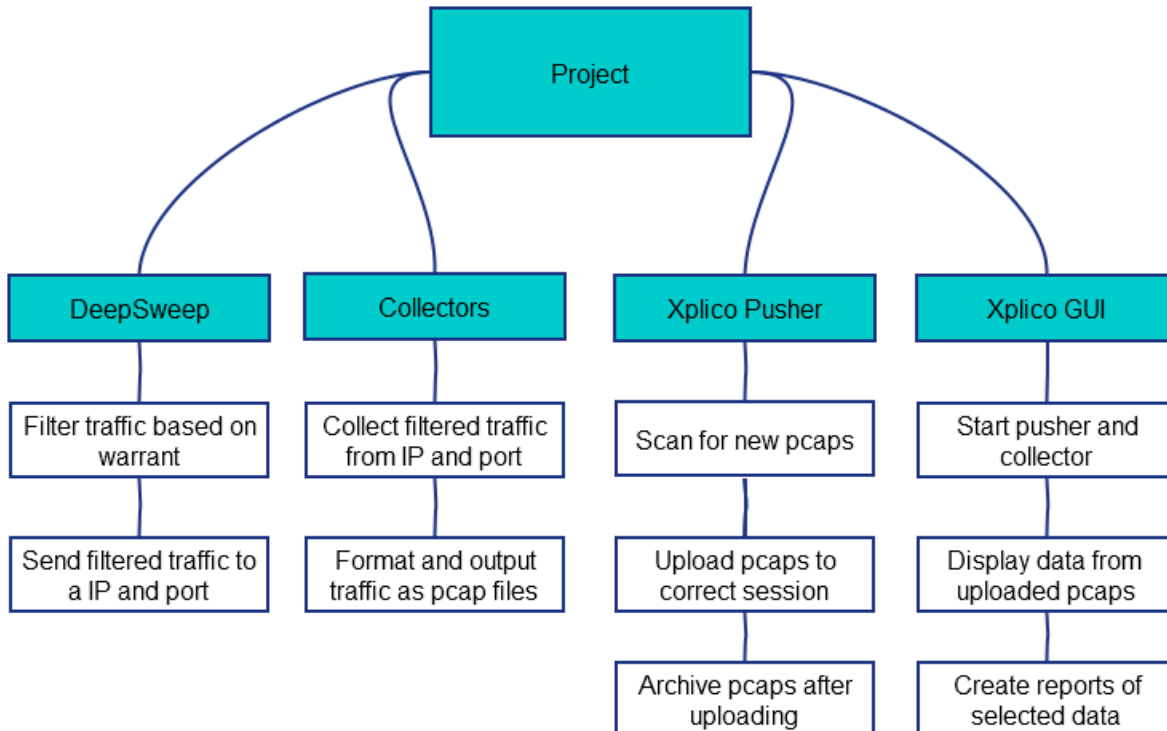 Project
DeepSweep
Collectors
Xplico Pusher
Xplico GUI
Filter traffic based on
warrant
Collect filtered traffic
from IP and port
Scan for new pcaps
Start pusher and
collector
Send filtered traffic to
a IP and port
Format and output
traffic as pcap files
Upload pcaps to
correct session
Display data from
uploaded pcaps
Archive pcaps after
uploading
Create reports of
selected data